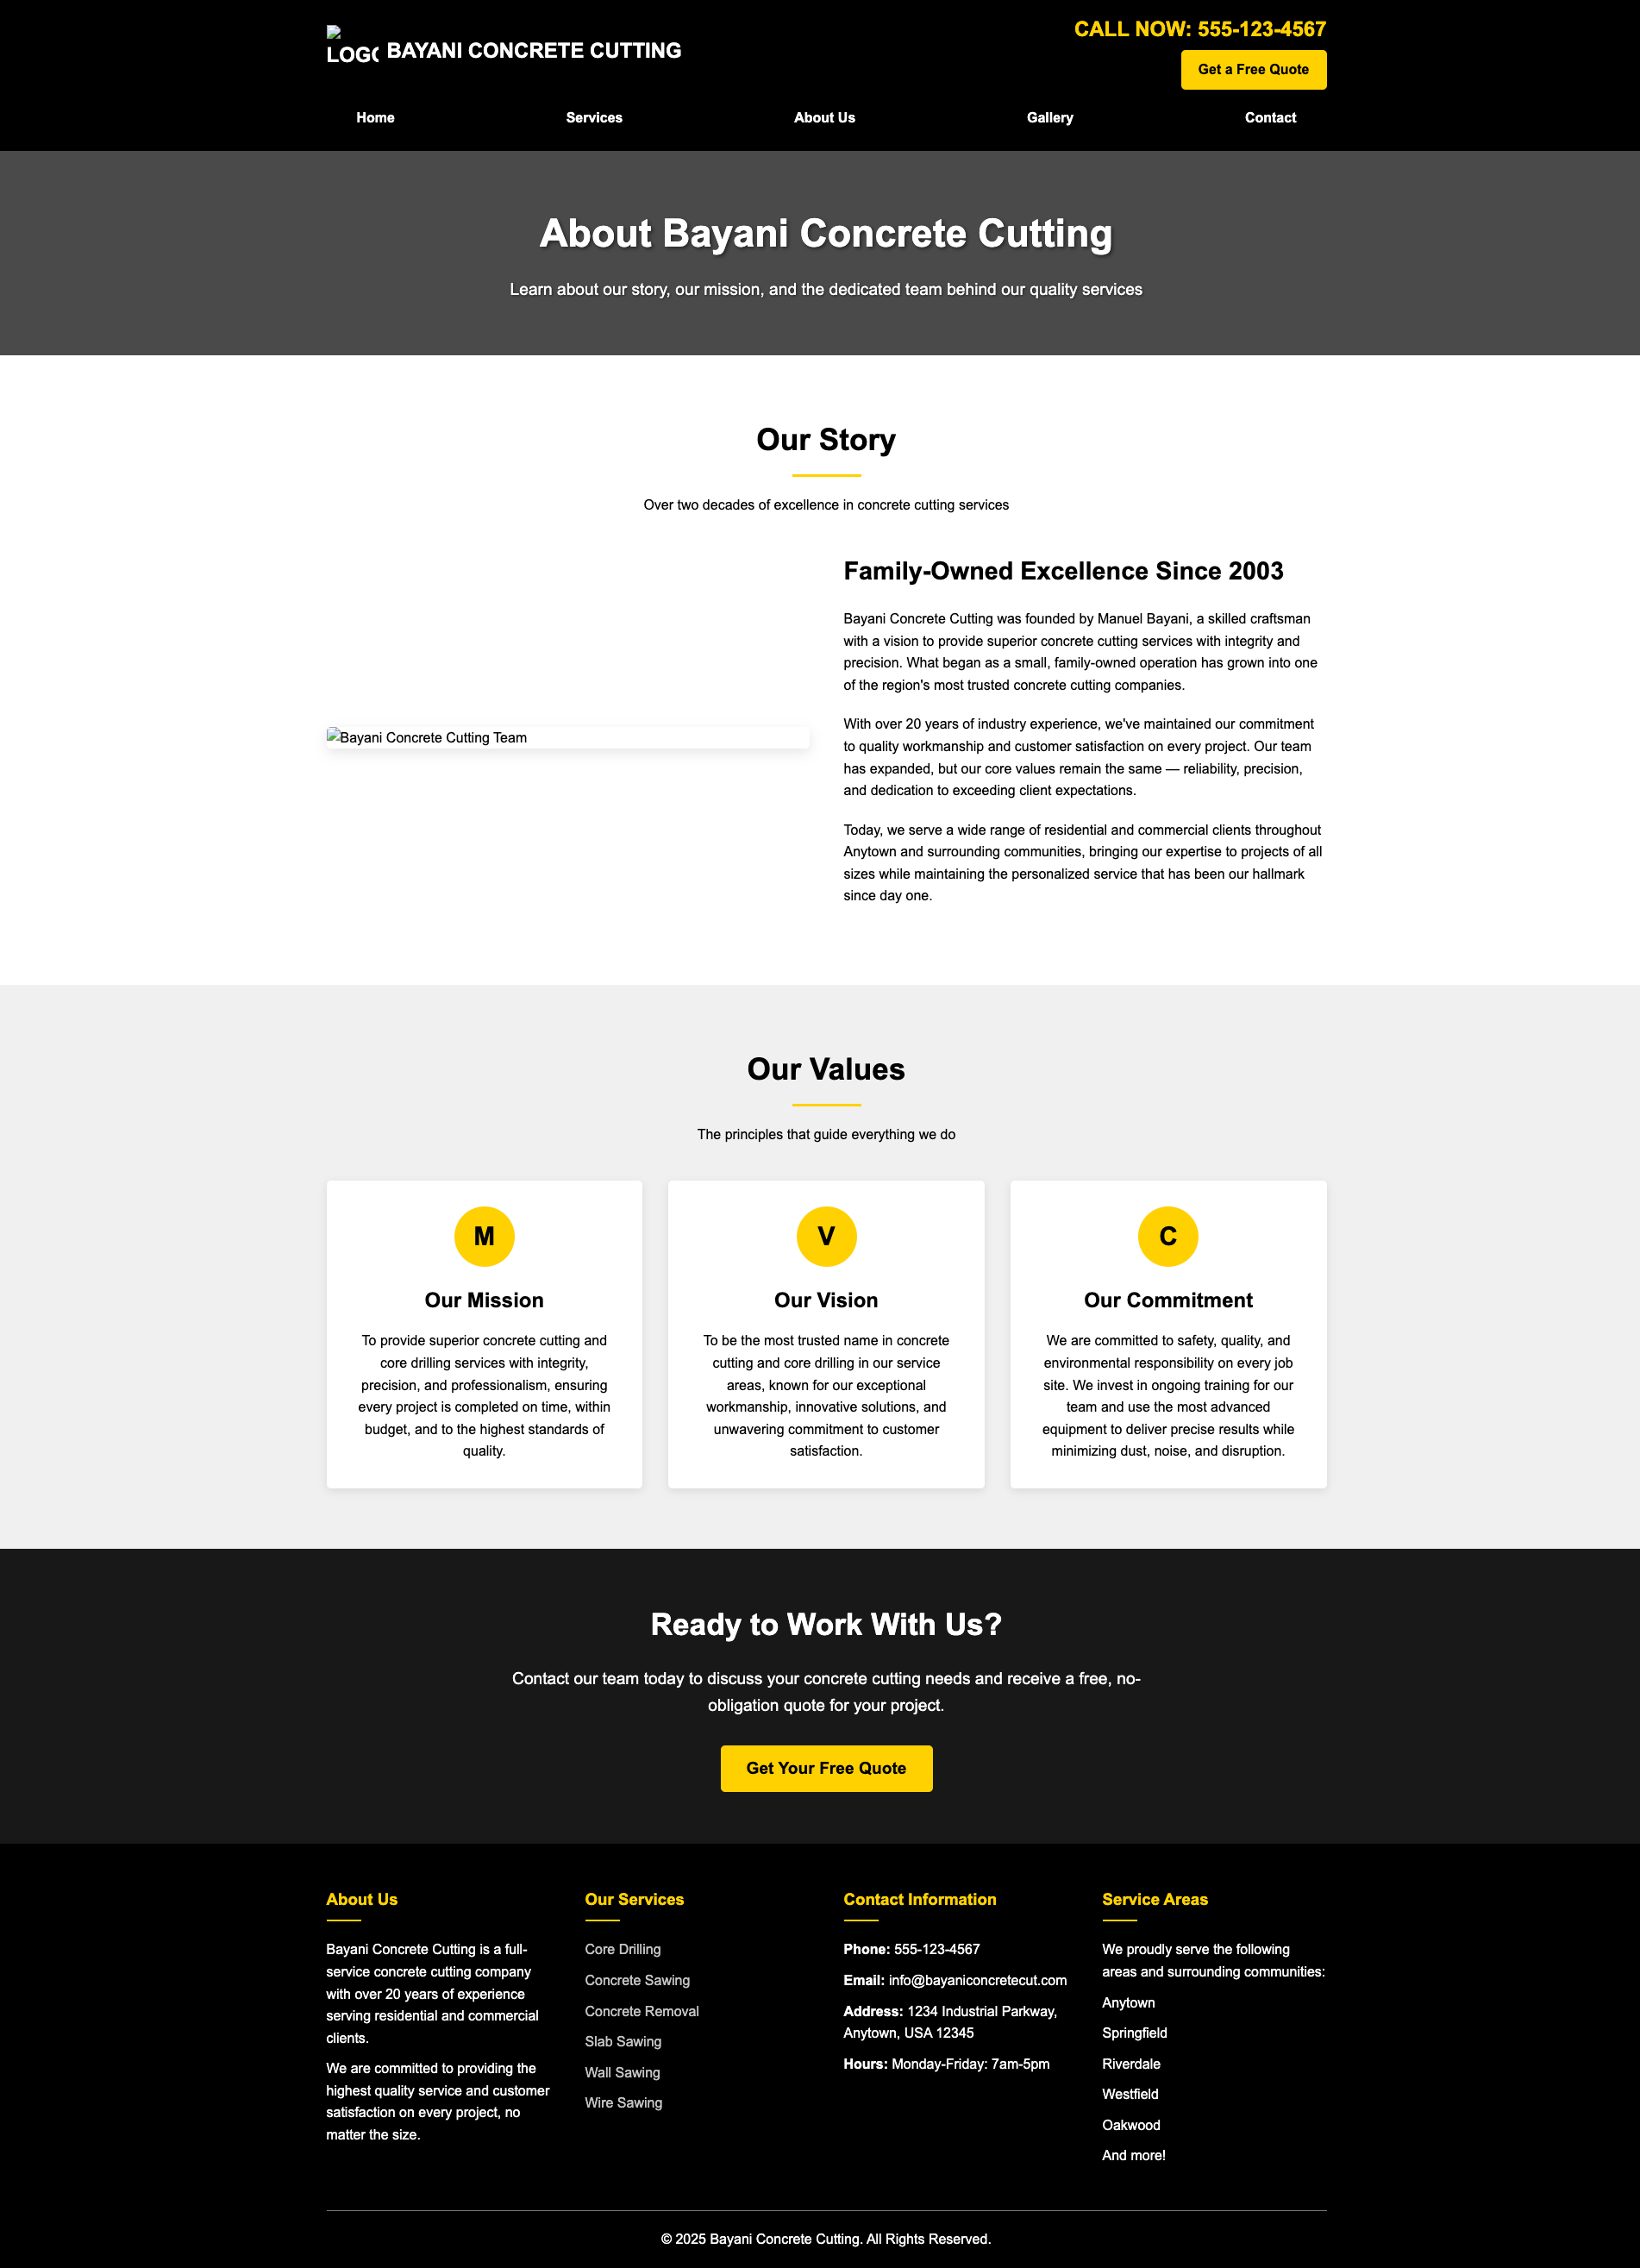 LOGO
BAYANI CONCRETE CUTTING
CALL NOW: 555-123-4567
Get a Free Quote
Home Services About Us Gallery Contact
About Bayani Concrete Cutting
Learn about our story, our mission, and the dedicated team behind our quality services
Our Story
Over two decades of excellence in concrete cutting services
Bayani Concrete Cutting Team
Family-Owned Excellence Since 2003
Bayani Concrete Cutting was founded by Manuel Bayani, a skilled craftsman
with a vision to provide superior concrete cutting services with integrity and
precision. What began as a small, family-owned operation has grown into one
of the region's most trusted concrete cutting companies.
With over 20 years of industry experience, we've maintained our commitment
to quality workmanship and customer satisfaction on every project. Our team
has expanded, but our core values remain the same — reliability, precision,
and dedication to exceeding client expectations.
Today, we serve a wide range of residential and commercial clients throughout
Anytown and surrounding communities, bringing our expertise to projects of all
sizes while maintaining the personalized service that has been our hallmark
since day one.
Our Values
The principles that guide everything we do
M
Our Mission
To provide superior concrete cutting and
core drilling services with integrity,
precision, and professionalism, ensuring
every project is completed on time, within
budget, and to the highest standards of
quality.
V
Our Vision
To be the most trusted name in concrete
cutting and core drilling in our service
areas, known for our exceptional
workmanship, innovative solutions, and
unwavering commitment to customer
satisfaction.
C
Our Commitment
We are committed to safety, quality, and
environmental responsibility on every job
site. We invest in ongoing training for our
team and use the most advanced
equipment to deliver precise results while
minimizing dust, noise, and disruption.
Ready to Work With Us?
Contact our team today to discuss your concrete cutting needs and receive a free, no-
obligation quote for your project.
Get Your Free Quote
About Us
Bayani Concrete Cutting is a full-
service concrete cutting company
with over 20 years of experience
serving residential and commercial
clients.
We are committed to providing the
highest quality service and customer
satisfaction on every project, no
matter the size.
Our Services
Core Drilling
Concrete Sawing
Concrete Removal
Slab Sawing
Wall Sawing
Wire Sawing
Contact Information
Phone: 555-123-4567
Email: info@bayaniconcretecut.com
Address: 1234 Industrial Parkway,
Anytown, USA 12345
Hours: Monday-Friday: 7am-5pm
Service Areas
We proudly serve the following
areas and surrounding communities:
Anytown
Springfield
Riverdale
Westfield
Oakwood
And more!
© 2025 Bayani Concrete Cutting. All Rights Reserved.